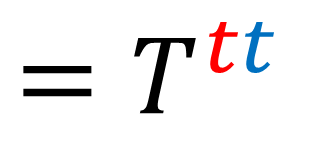 = T^{tt}